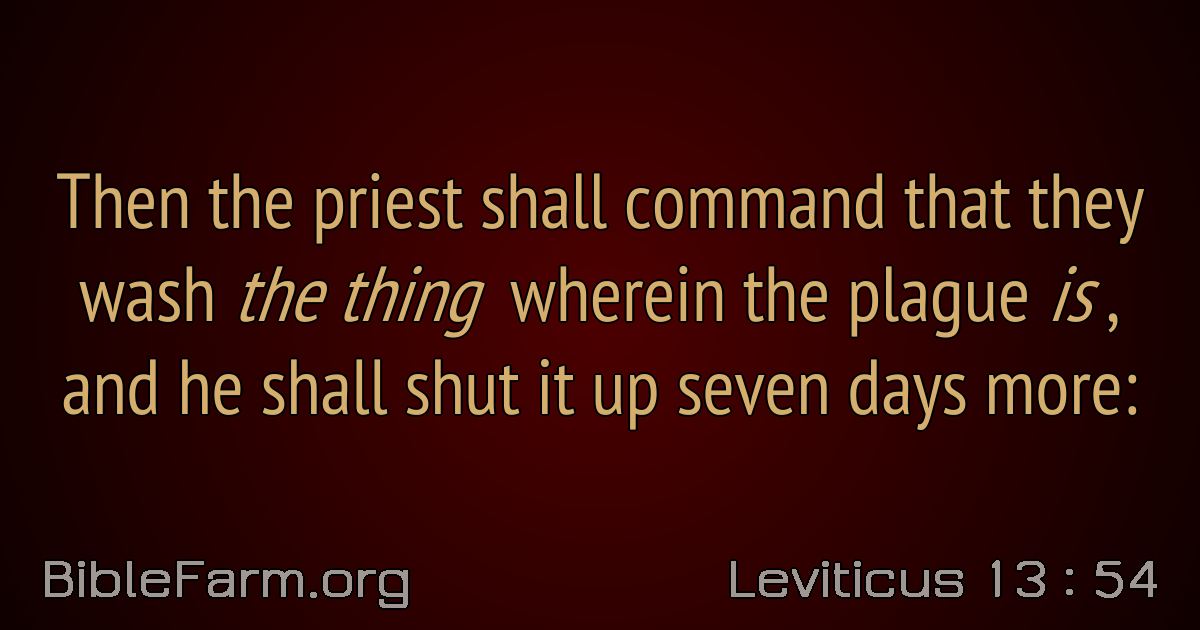 Then the priest shall command that they
wash the thing wherein the plague is ,
and he shall shut it up seven days more:
BibleFarm.org
Leviticus 13 : 54